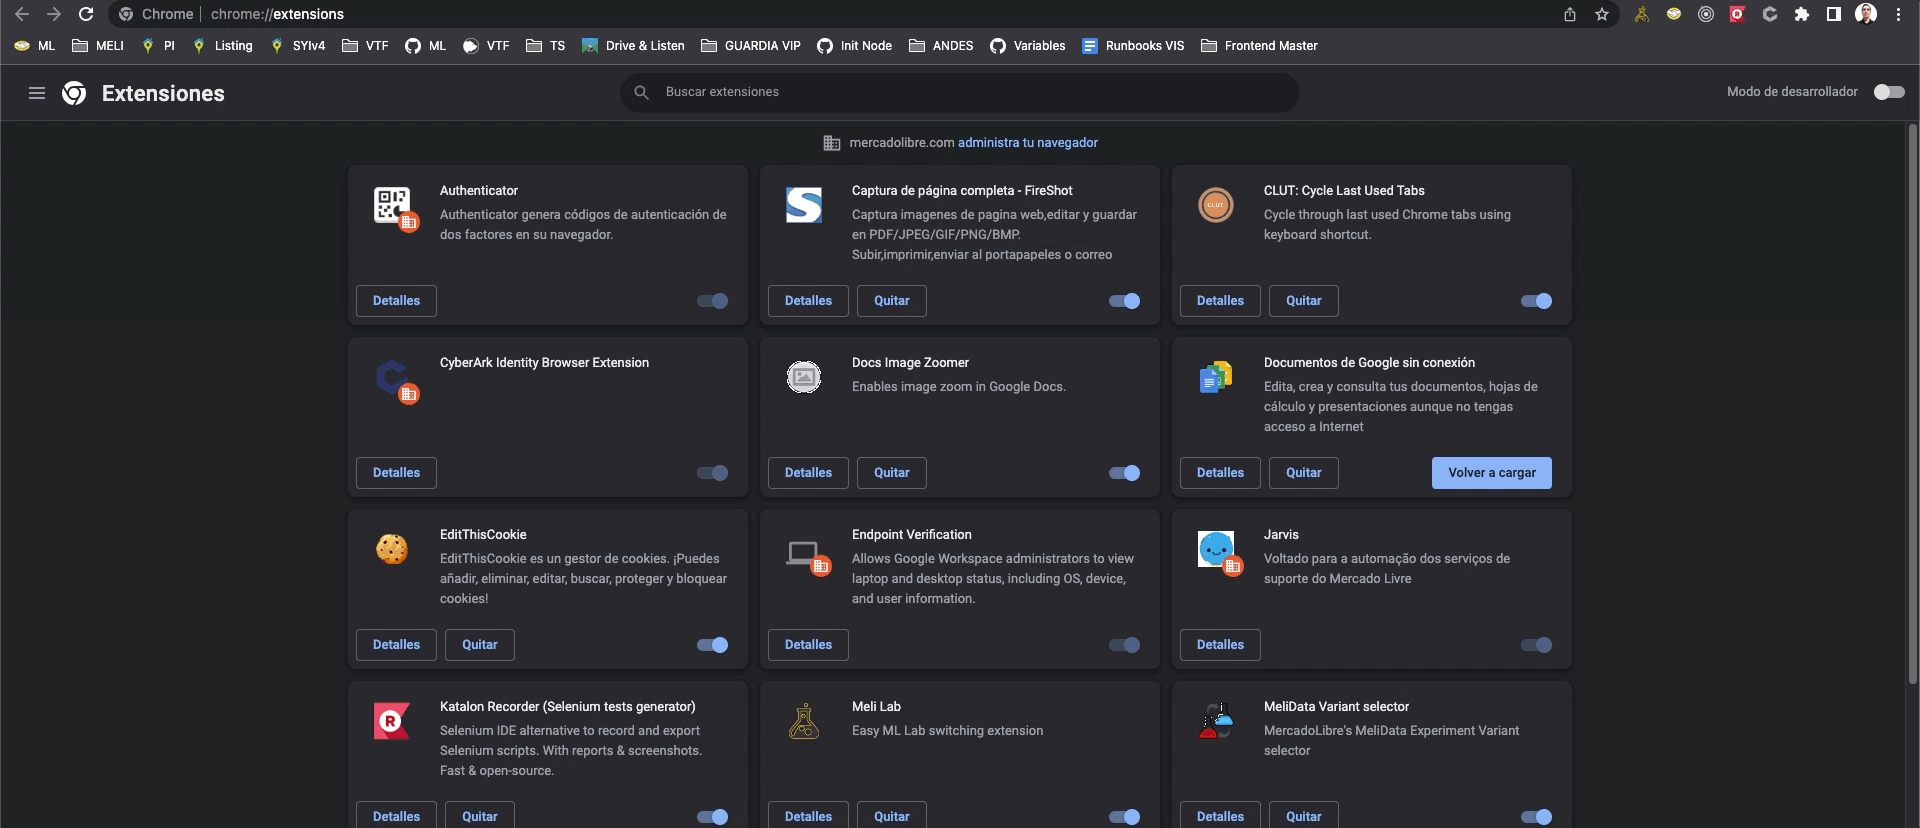 Chrome | chrome://extensions
ML MELI PI Listing SYIv4 VTF ML VTF TS Drive & Listen GUARDIA VIP Init Node ANDES Variables Runbooks VIS Frontend Master
Extensiones Buscar extensiones Modo de desarrollador
mercadolibre.com administra tu navegador
Authenticator
Authenticator genera códigos de autenticación de
dos factores en su navegador.
Detalles
Captura de página completa - FireShot
Captura imagenes de pagina web,editar y guardar
en PDF/JPEG/GIF/PNG/BMP.
Subir,imprimir,enviar al portapapeles o correo
Detalles Quitar
CLUT
CLUT: Cycle Last Used Tabs
Cycle through last used Chrome tabs using
keyboard shortcut.
Detalles Quitar
CyberArk Identity Browser Extension
Detalles
Docs Image Zoomer
Enables image zoom in Google Docs.
Detalles Quitar
Documentos de Google sin conexión
Edita, crea y consulta tus documentos, hojas de
cálculo y presentaciones aunque no tengas
acceso a Internet
Detalles Quitar Volver a cargar
EditThisCookie
EditThisCookie es un gestor de cookies. ¡Puedes
añadir, eliminar, editar, buscar, proteger y bloquear
cookies!
Detalles Quitar
Endpoint Verification
Allows Google Workspace administrators to view
laptop and desktop status, including OS, device,
and user information.
Detalles
Jarvis
Voltado para a automação dos serviços de
suporte do Mercado Livre
Detalles
R
Katalon Recorder (Selenium tests generator)
Selenium IDE alternative to record and export
Selenium scripts. With reports & screenshots.
Fast & open-source.
Detalles Quitar
Meli Lab
Easy ML Lab switching extension
Detalles Quitar
MeliData Variant selector
MercadoLibre's MeliData Experiment Variant
selector
Detalles Quitar